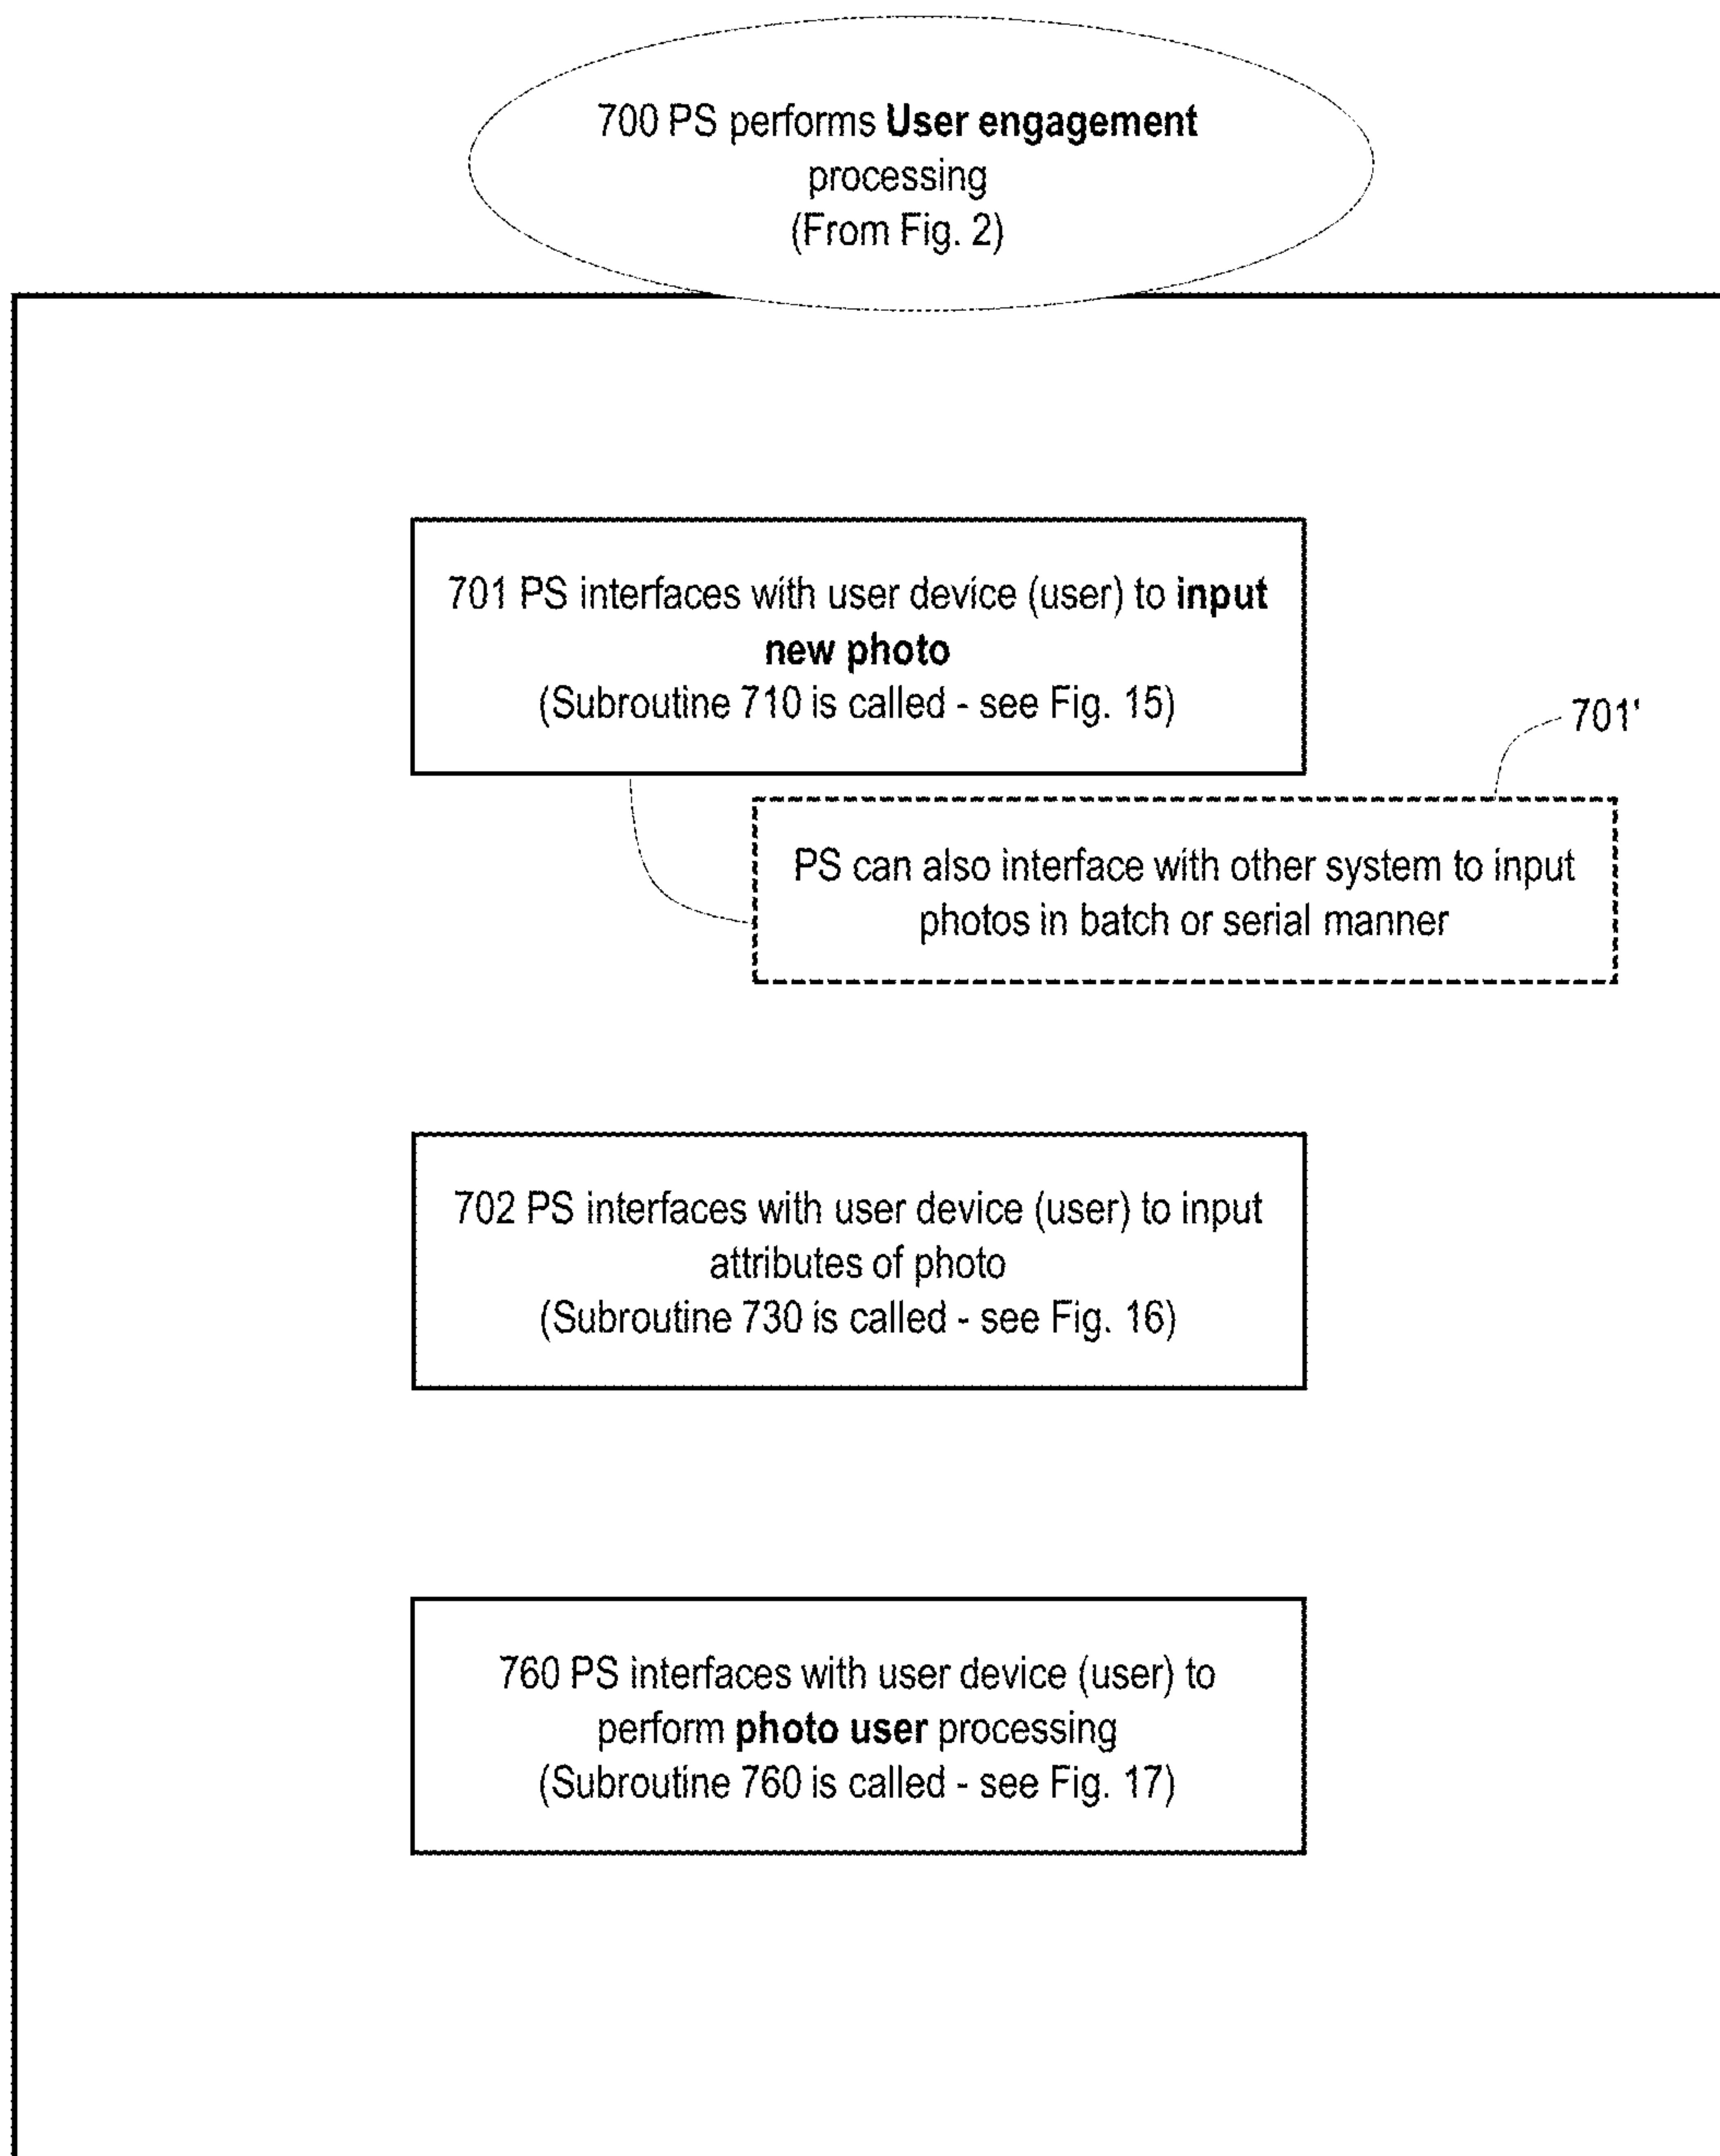 700 PS performs User engagement
processing
(From Fig. 2)
701 PS interfaces with user device (user) to input
new photo
(Subroutine 710 is called - see Fig. 15)
701'
PS can also interface with other system to input
photos in batch or serial manner
702 PS interfaces with user device (user) to input
attributes of photo
(Subroutine 730 is called - see Fig. 16)
760 PS interfaces with user device (user) to
perform photo user processing
(Subroutine 760 is called - see Fig. 17)